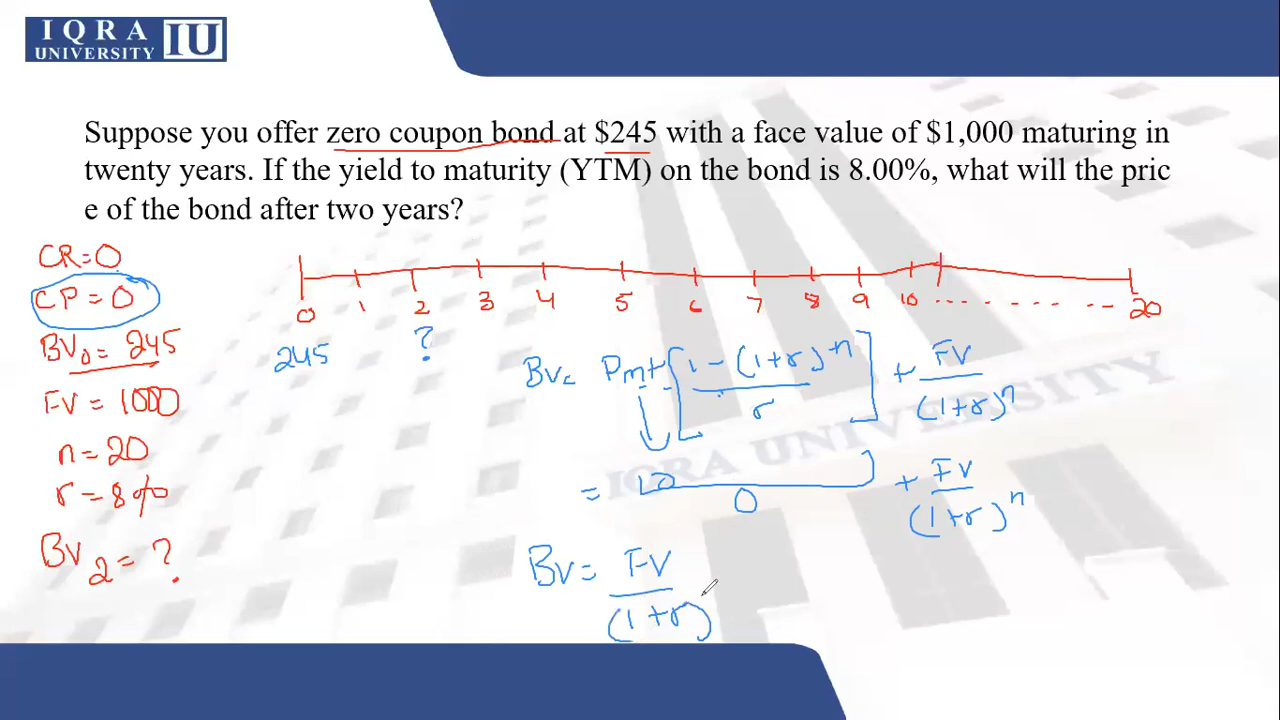 IQRA
UNIVERSITY IU
Suppose you offer zero coupon bond at $245 with a face value of $1,000 maturing in
twenty years. If the yield to maturity (YTM) on the bond is 8.00%, what will the pric
e of the bond after two years?
CR=0
CP = 0
BV0 = 245
FV = 1000
n = 20
r = 8%
BV2 = ?
0 1 2 3 4 5 6 7 8 9 10 ........ 20
245 ?
BV = Pmt [ 1 - (1+r)^-n / r ] + FV / (1+r)^n
= 0 + FV / (1+r)^n
BV = FV / (1+r)
IQRA UNIVERSITY